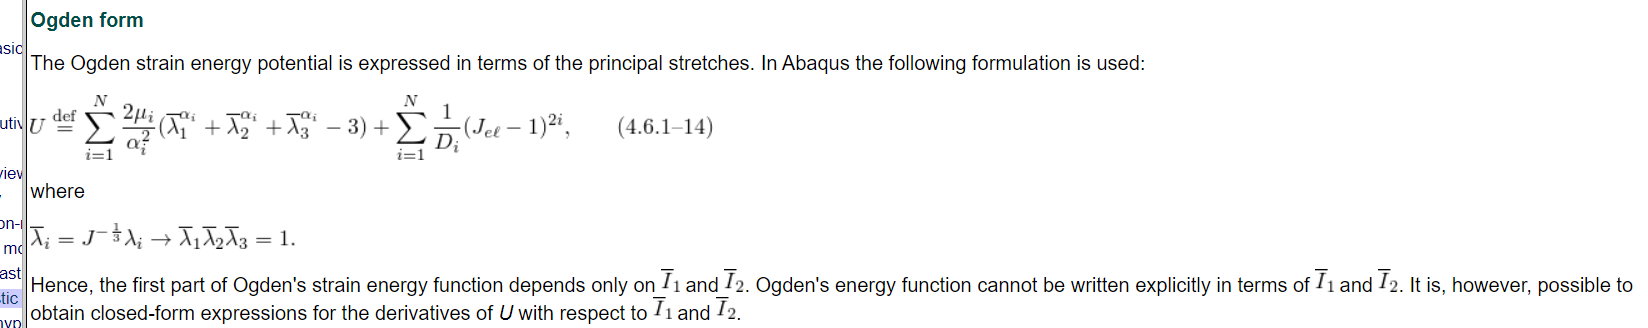 Ogden form
The Ogden strain energy potential is expressed in terms of the principal stretches. In Abaqus the following formulation is used:
U \overset{def}{=} \sum_{i=1}^{N} \frac{2\mu_i}{\alpha_i^2} (\overline{\lambda}_1^{\alpha_i} + \overline{\lambda}_2^{\alpha_i} + \overline{\lambda}_3^{\alpha_i} - 3) + \sum_{i=1}^{N} \frac{1}{D_i} (J_{e\ell} - 1)^{2i}, (4.6.1–14)
where
\overline{\lambda}_i = J^{-\frac{1}{3}} \lambda_i → \overline{\lambda}_1 \overline{\lambda}_2 \overline{\lambda}_3 = 1.
Hence, the first part of Ogden's strain energy function depends only on \overline{I}_1 and \overline{I}_2. Ogden's energy function cannot be written explicitly in terms of \overline{I}_1 and \overline{I}_2. It is, however, possible to
obtain closed-form expressions for the derivatives of U with respect to \overline{I}_1 and \overline{I}_2.